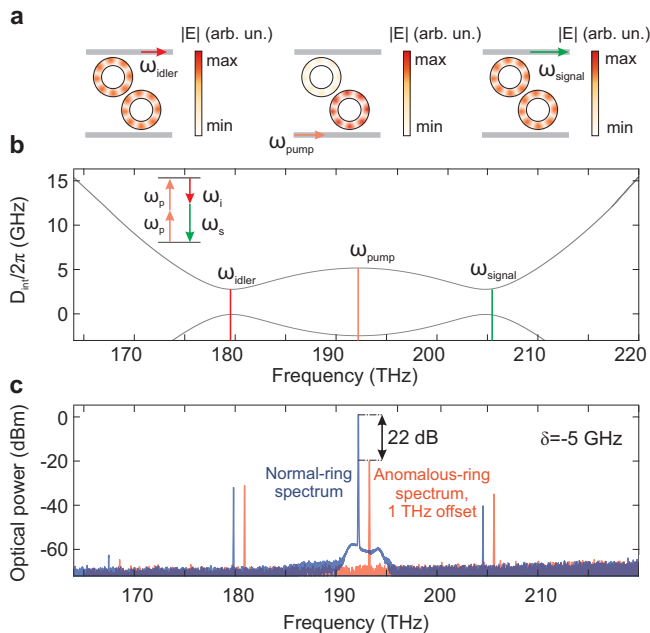 a
|E| (arb. un.) |E| (arb. un.) |E| (arb. un.)
max max max
ω_idler ω_signal
min min min
ω_pump
b
15
10
5
0
D_int/2π (GHz)
ω_p ω_i
ω_p ω_s
ω_idler ω_pump ω_signal
170 180 190 200 210 220
Frequency (THz)
c
0
-20
-40
-60
Optical power (dBm)
22 dB δ=-5 GHz
Normal-ring
spectrum
Anomalous-ring
spectrum,
1 THz offset
170 180 190 200 210
Frequency (THz)